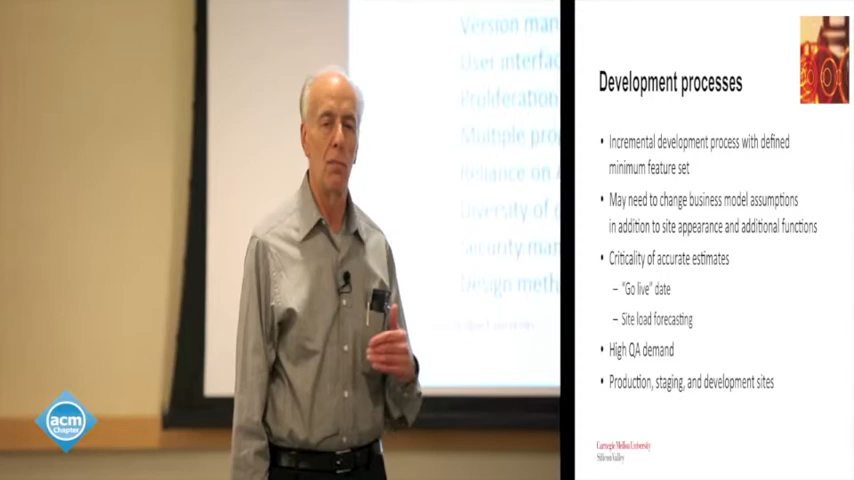 Version man
User interfac
Proliferation
Multiple pro
Reliance on
Diversity of
Security ma
Design meth
acm
Chapter
Development processes
• Incremental development process with defined
minimum feature set
• May need to change business model assumptions
in addition to site appearance and additional functions
• Criticality of accurate estimates
– "Go live" date
– Site load forecasting
• High QA demand
• Production, staging, and development sites
Carnegie Mellon University
Silicon Valley